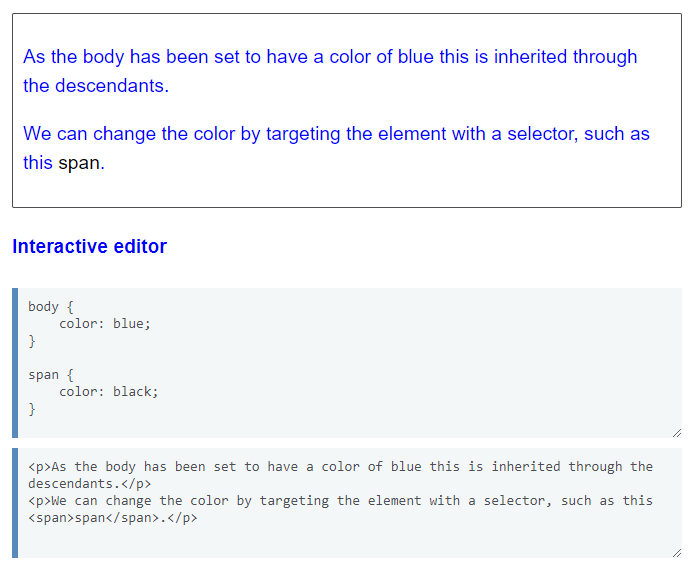 As the body has been set to have a color of blue this is inherited through
the descendants.
We can change the color by targeting the element with a selector, such as
this span.
Interactive editor
body {
    color: blue;
}
span {
    color: black;
}
<p>As the body has been set to have a color of blue this is inherited through the
descendants.</p>
<p>We can change the color by targeting the element with a selector, such as this
<span>span</span>.</p>